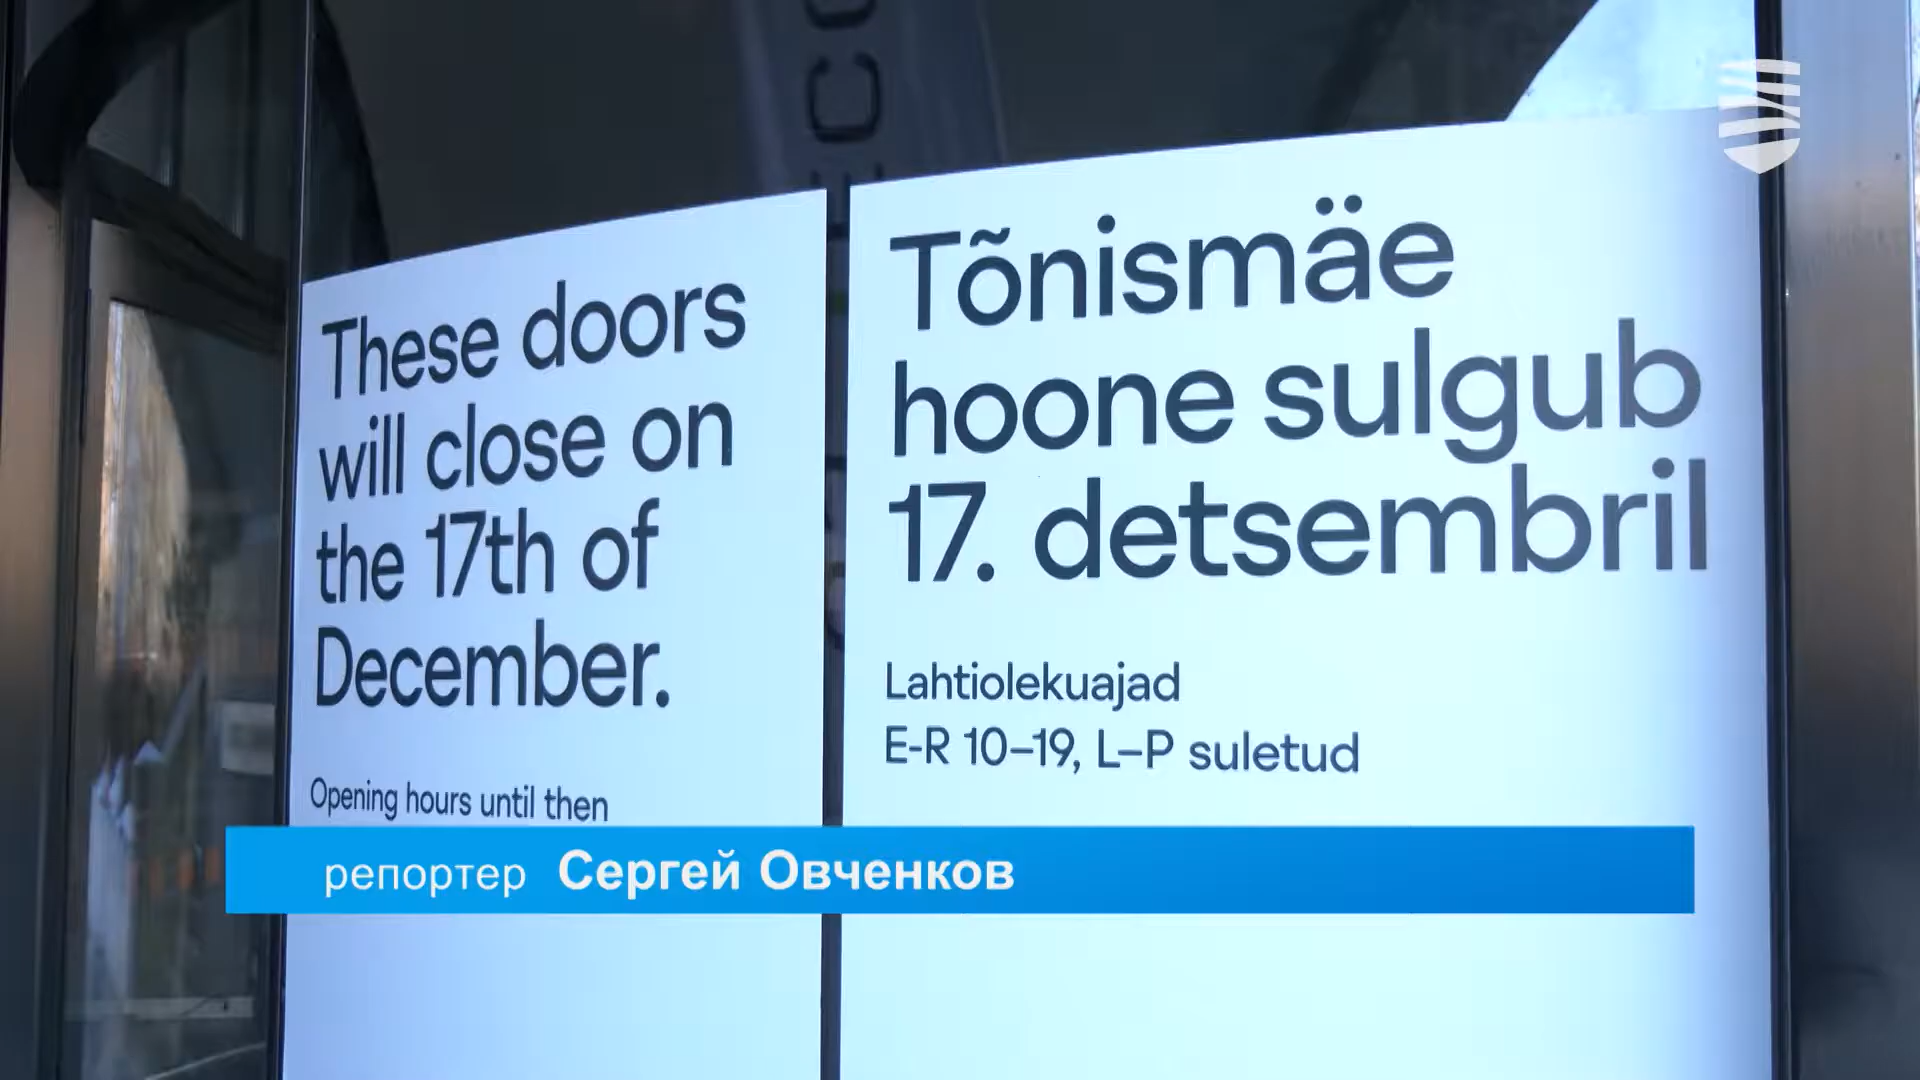 These doors
will close on
the 17th of
December.
Opening hours until then
Tõnismäe
hoone sulgub
17. detsembril
Lahtiolekuajad
E-R 10–19, L–P suletud
репортер Сергей Овченков